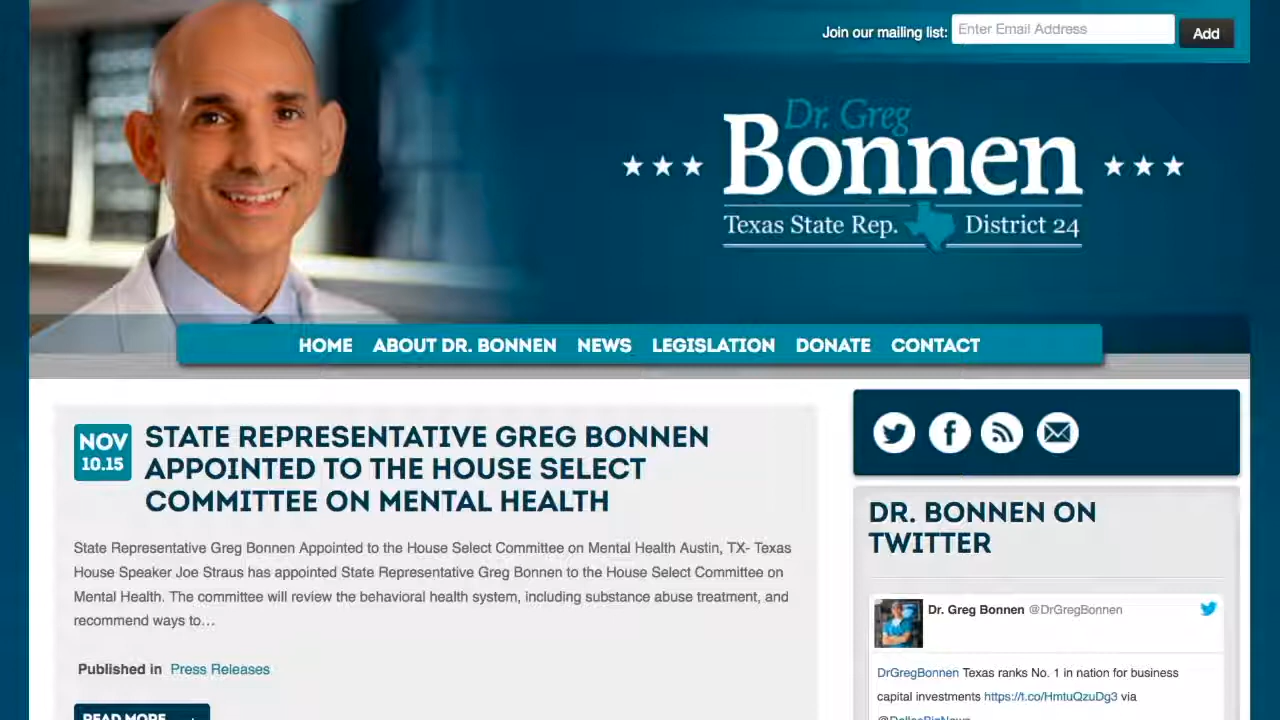 Join our mailing list:
Enter Email Address
Add
Dr. Greg
Bonnen
Texas State Rep.
District 24
HOME
ABOUT DR. BONNEN
NEWS
LEGISLATION
DONATE
CONTACT
NOV
10.15
STATE REPRESENTATIVE GREG BONNEN
APPOINTED TO THE HOUSE SELECT
COMMITTEE ON MENTAL HEALTH
State Representative Greg Bonnen Appointed to the House Select Committee on Mental Health Austin, TX- Texas
House Speaker Joe Straus has appointed State Representative Greg Bonnen to the House Select Committee on
Mental Health. The committee will review the behavioral health system, including substance abuse treatment, and
recommend ways to…
Published in Press Releases
READ MORE
DR. BONNEN ON
TWITTER
Dr. Greg Bonnen @DrGregBonnen
DrGregBonnen Texas ranks No. 1 in nation for business
capital investments https://t.co/HmtuQzuDg3 via
@DallasBizNews